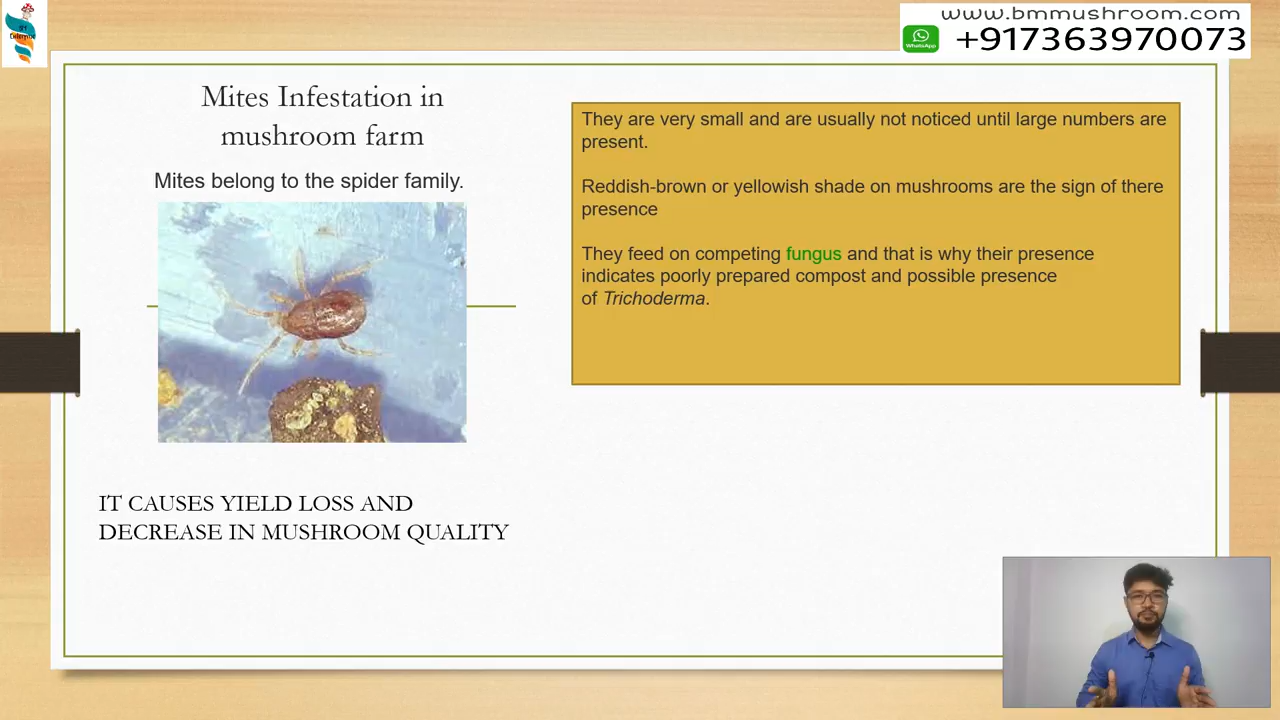 www.bmmushroom.com
WhatsApp
+917363970073
Mites Infestation in
mushroom farm
Mites belong to the spider family.
They are very small and are usually not noticed until large numbers are
present.
Reddish-brown or yellowish shade on mushrooms are the sign of there
presence
They feed on competing fungus and that is why their presence
indicates poorly prepared compost and possible presence
of Trichoderma.
IT CAUSES YIELD LOSS AND
DECREASE IN MUSHROOM QUALITY